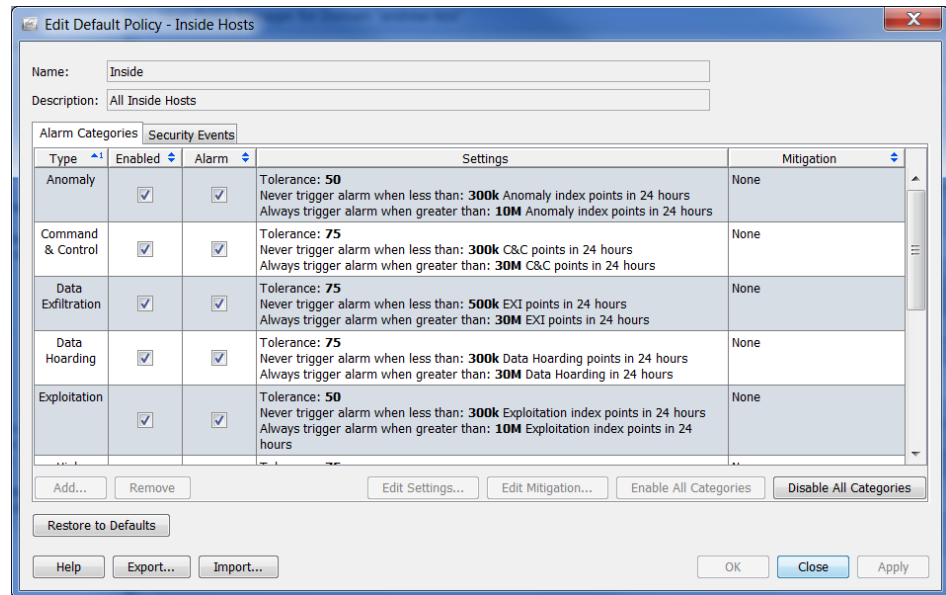 Edit Default Policy - Inside Hosts
Name: Inside
Description: All Inside Hosts
Alarm Categories Security Events
Type 1 Enabled Alarm Settings Mitigation
Anomaly
Tolerance: 50
Never trigger alarm when less than: 300k Anomaly index points in 24 hours
Always trigger alarm when greater than: 10M Anomaly index points in 24 hours
None
Command
& Control
Tolerance: 75
Never trigger alarm when less than: 300k C&C points in 24 hours
Always trigger alarm when greater than: 30M C&C points in 24 hours
None
Data
Exfiltration
Tolerance: 75
Never trigger alarm when less than: 500k EXI points in 24 hours
Always trigger alarm when greater than: 30M EXI points in 24 hours
None
Data
Hoarding
Tolerance: 75
Never trigger alarm when less than: 300k Data Hoarding points in 24 hours
Always trigger alarm when greater than: 30M Data Hoarding in 24 hours
None
Exploitation
Tolerance: 50
Never trigger alarm when less than: 300k Exploitation index points in 24 hours
Always trigger alarm when greater than: 10M Exploitation index points in 24
hours
None
Add... Remove Edit Settings... Edit Mitigation... Enable All Categories Disable All Categories
Restore to Defaults
Help Export... Import... OK Close Apply